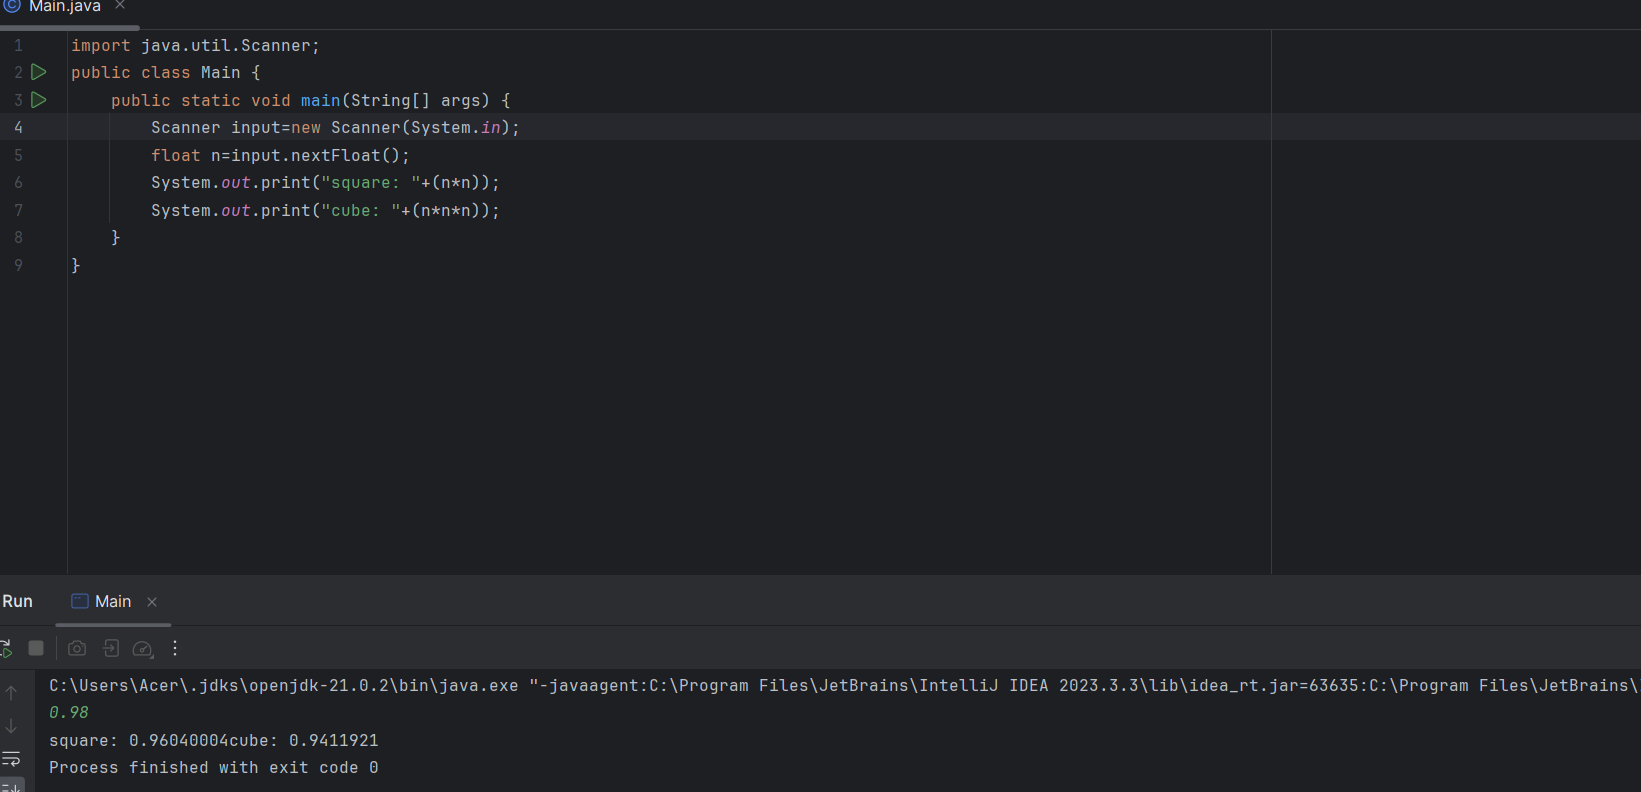 Main.java
1 import java.util.Scanner;
2 public class Main {
3 public static void main(String[] args) {
4 Scanner input=new Scanner(System.in);
5 float n=input.nextFloat();
6 System.out.print("square: "+(n*n));
7 System.out.print("cube: "+(n*n*n));
8 }
9 }
Run Main
C:\Users\Acer\.jdks\openjdk-21.0.2\bin\java.exe "-javaagent:C:\Program Files\JetBrains\IntelliJ IDEA 2023.3.3\lib\idea_rt.jar=63635:C:\Program Files\JetBrains\
0.98
square: 0.96040004cube: 0.9411921
Process finished with exit code 0